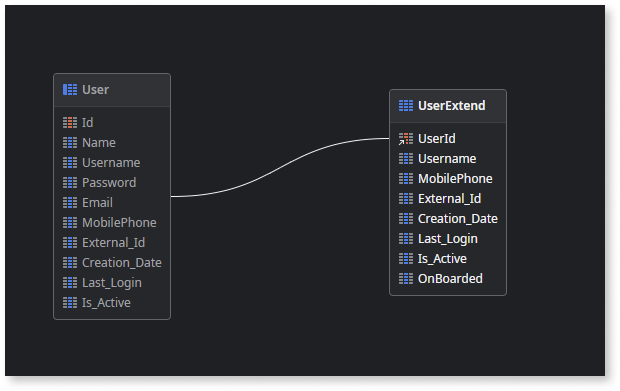 User
Id
Name
Username
Password
Email
MobilePhone
External_Id
Creation_Date
Last_Login
Is_Active
UserExtend
UserId
Username
MobilePhone
External_Id
Creation_Date
Last_Login
Is_Active
OnBoarded